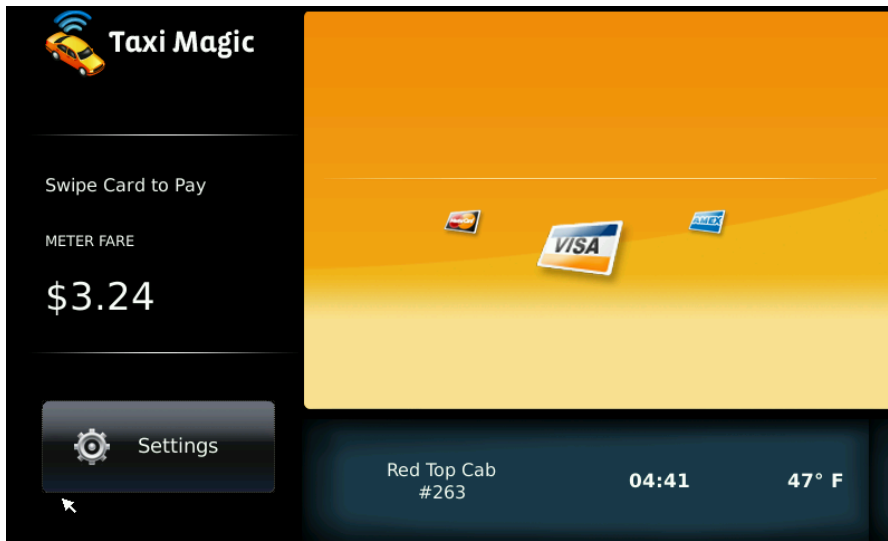 Taxi Magic
Swipe Card to Pay
METER FARE
$3.24
VISA
AMEX
Settings
Red Top Cab
#263
04:41
47° F